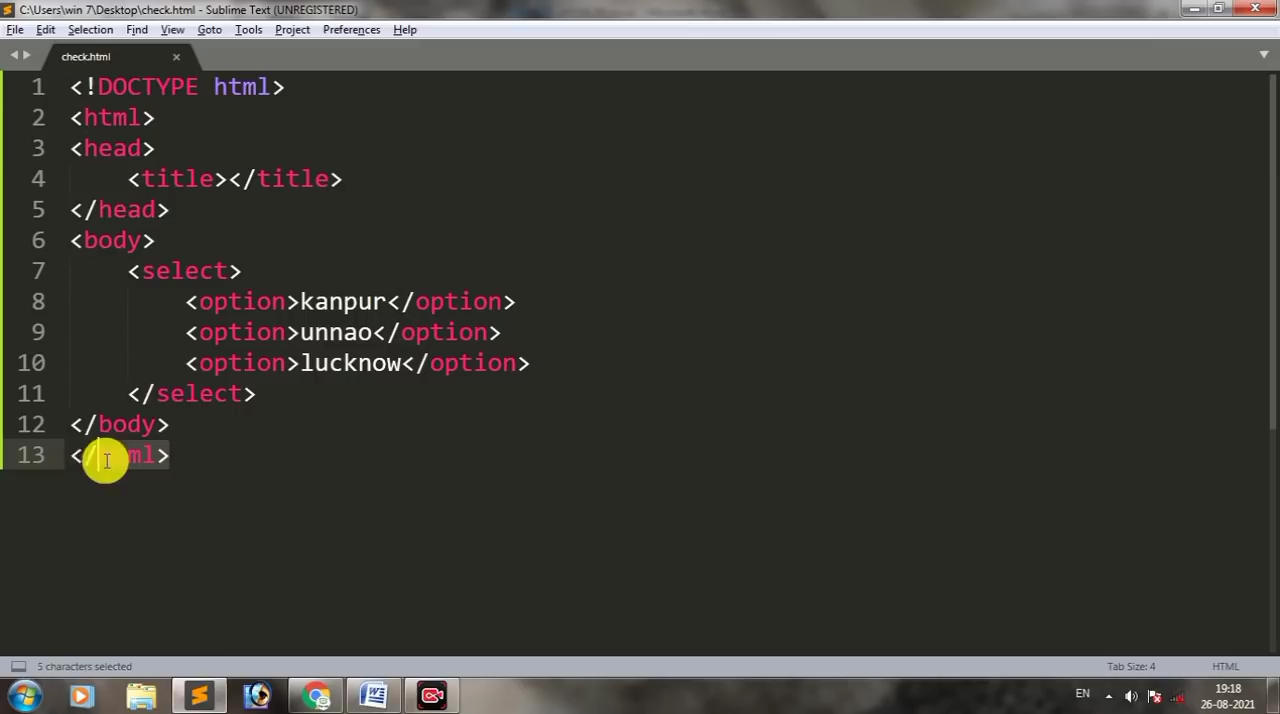 C:\Users\win 7\Desktop\check.html - Sublime Text (UNREGISTERED)
File Edit Selection Find View Goto Tools Project Preferences Help
check.html
1 <!DOCTYPE html>
2 <html>
3 <head>
4 <title></title>
5 </head>
6 <body>
7 <select>
8 <option>kanpur</option>
9 <option>unnao</option>
10 <option>lucknow</option>
11 </select>
12 </body>
13 </html>
5 characters selected Tab Size: 4 HTML
EN 19:18
26-08-2021